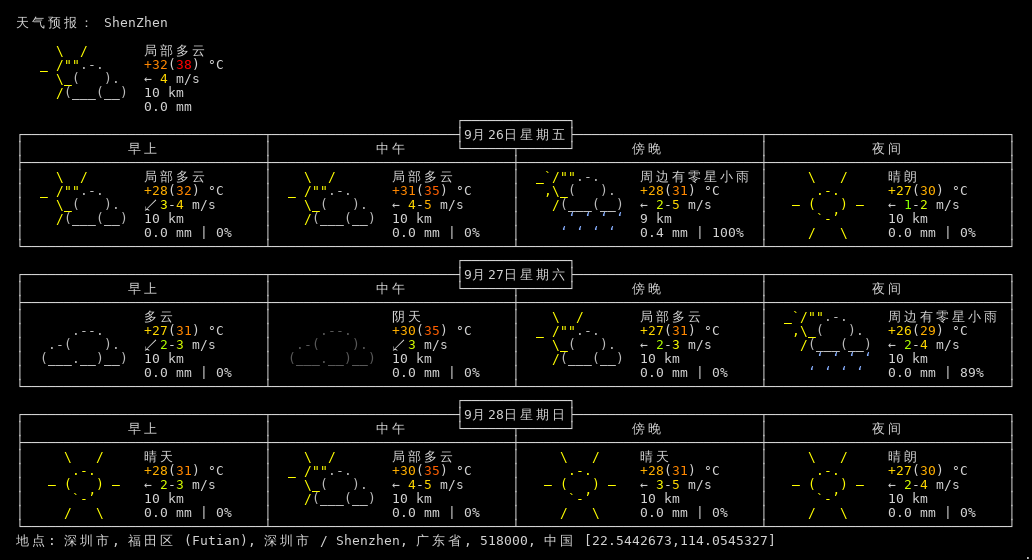 天气预报： ShenZhen
局部多云
+32(38) °C
← 4 m/s
10 km
0.0 mm
9月26日星期五
早上 中午 傍晚 夜间
局部多云 局部多云 周边有零星小雨 晴朗
+28(32) °C +31(35) °C +28(31) °C +27(30) °C
↙ 3-4 m/s ← 4-5 m/s ← 2-5 m/s ← 1-2 m/s
10 km 10 km 9 km 10 km
0.0 mm | 0% 0.0 mm | 0% 0.4 mm | 100% 0.0 mm | 0%
9月27日星期六
早上 中午 傍晚 夜间
多云 阴天 局部多云 周边有零星小雨
+27(31) °C +30(35) °C +27(31) °C +26(29) °C
↙ 2-3 m/s ↙ 3 m/s ← 2-3 m/s ← 2-4 m/s
10 km 10 km 10 km 10 km
0.0 mm | 0% 0.0 mm | 0% 0.0 mm | 0% 0.0 mm | 89%
9月28日星期日
早上 中午 傍晚 夜间
晴天 局部多云 晴天 晴朗
+28(31) °C +30(35) °C +28(31) °C +27(30) °C
← 2-3 m/s ← 4-5 m/s ← 3-5 m/s ← 2-4 m/s
10 km 10 km 10 km 10 km
0.0 mm | 0% 0.0 mm | 0% 0.0 mm | 0% 0.0 mm | 0%
地点: 深圳市, 福田区 (Futian), 深圳市 / Shenzhen, 广东省, 518000, 中国 [22.5442673,114.0545327]